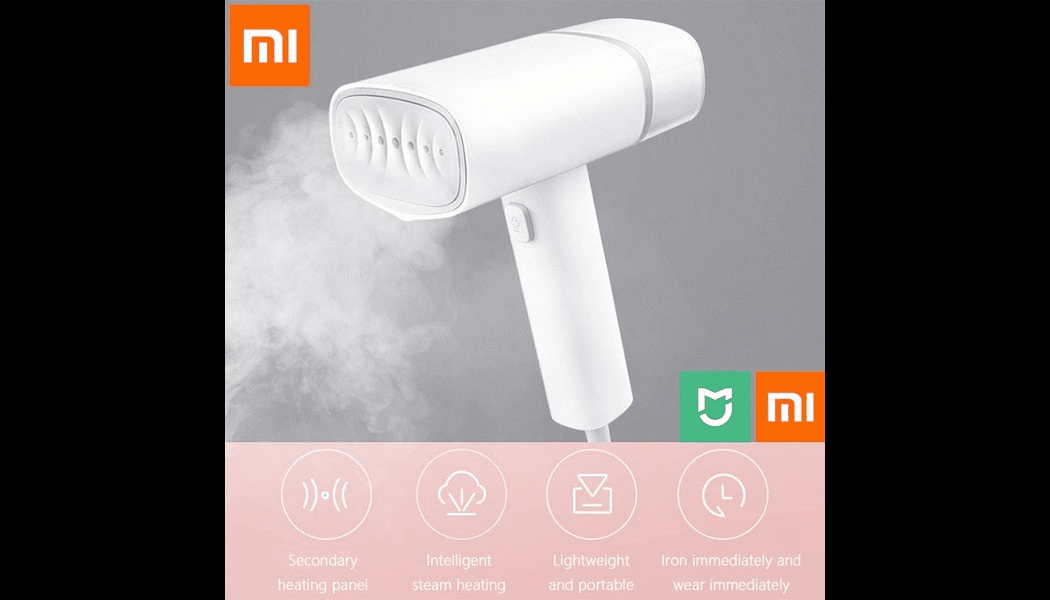 mi
mi
Secondary
heating panel
Intelligent
steam heating
Lightweight
and portable
Iron immediately and
wear immediately